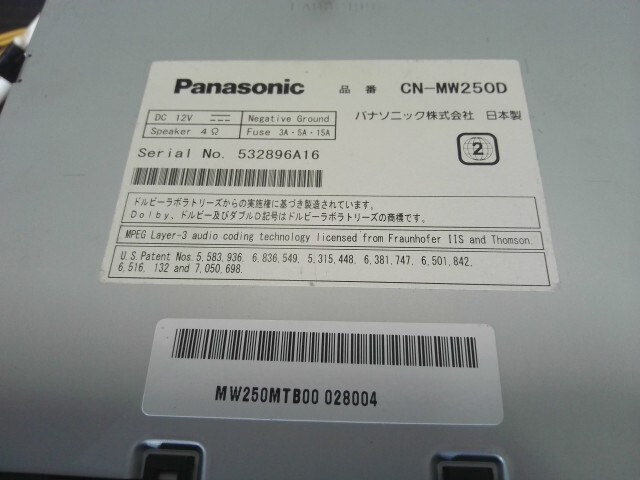 Panasonic 品番 CN-MW250D
DC 12V Negative Ground
Speaker 4Ω Fuse 3A・5A・15A
パナソニック株式会社 日本製
Serial No. 532896A16
2
ドルビーラボラトリーズからの実施権に基づき製造されています。
Dolby、ドルビー及びダブルD記号はドルビーラボラトリーズの商標です。
MPEG Layer-3 audio coding technology licensed from Fraunhofer IIS and Thomson.
U.S. Patent Nos. 5,583,936, 6,836,549, 5,315,448, 6,381,747, 6,501,842,
6,516,132 and 7,050,698.
MW250MTB00 028004